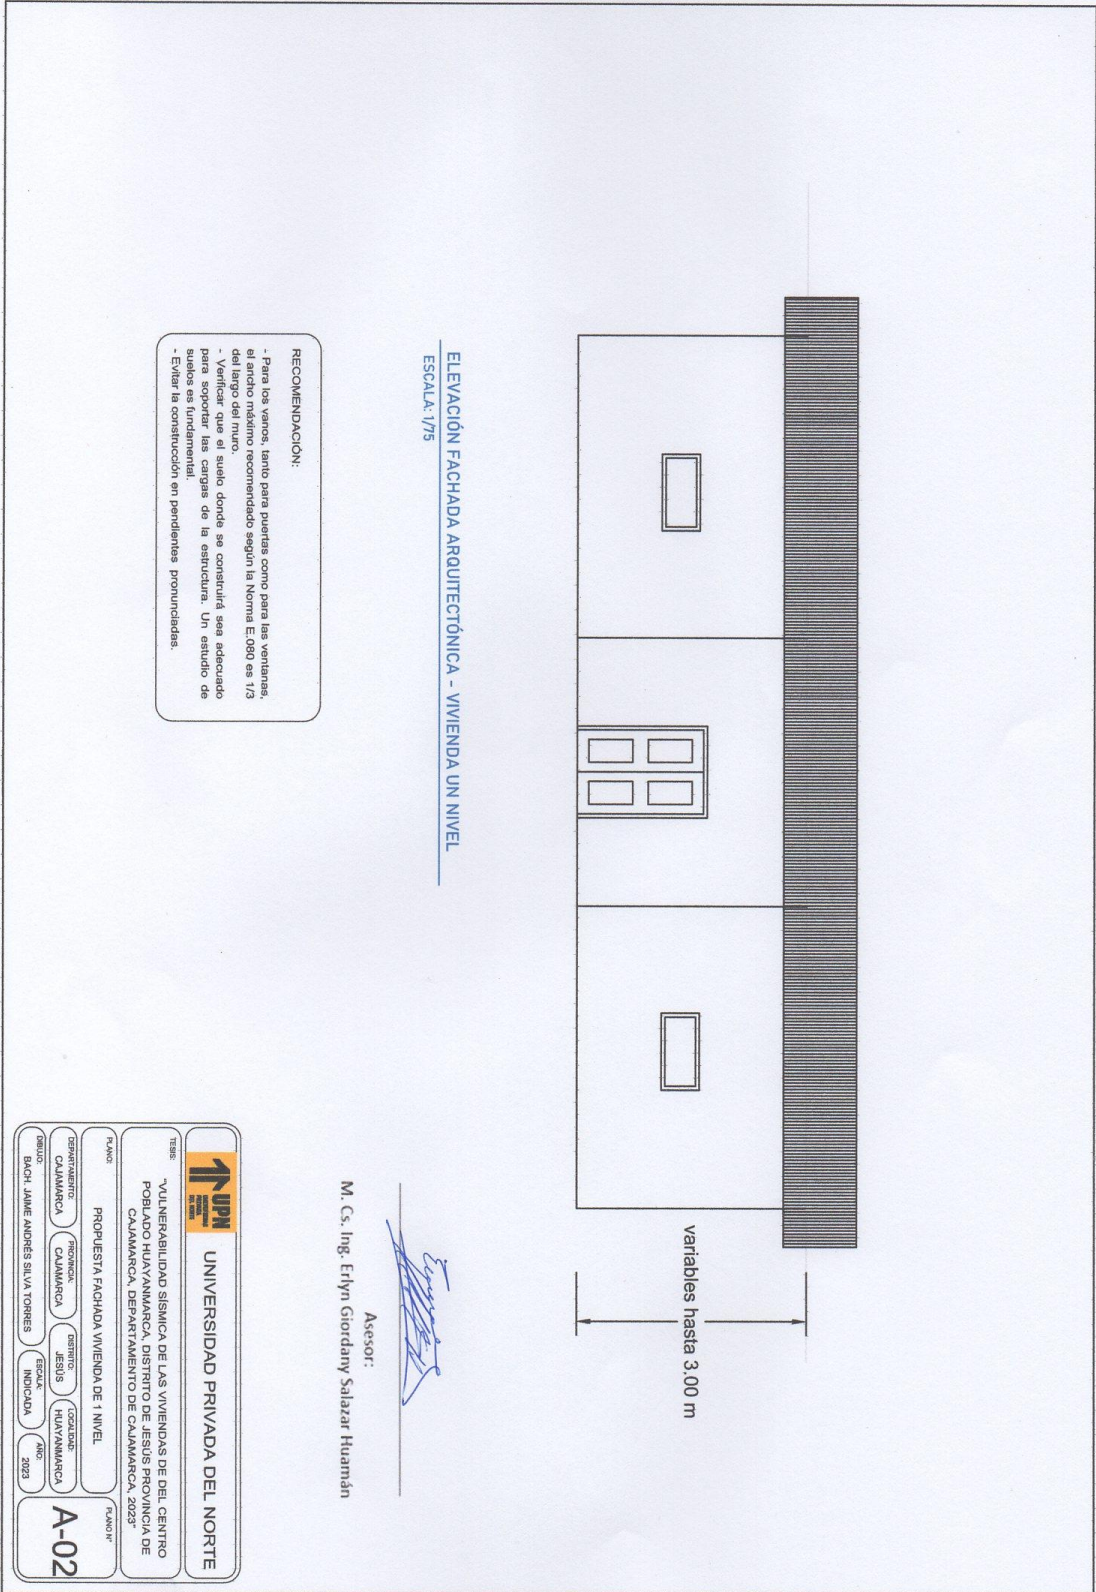 variables hasta 3.00 m
ELEVACIÓN FACHADA ARQUITECTÓNICA - VIVIENDA UN NIVEL
ESCALA: 1/75
RECOMENDACIÓN:
- Para los vanos, tanto para puertas como para las ventanas,
el ancho máximo recomendado según la Norma E.080 es 1/3
del largo del muro.
- Verificar que el suelo donde se construirá sea adecuado
para soportar las cargas de la estructura. Un estudio de
suelos es fundamental.
- Evitar la construcción en pendientes pronunciadas.
Asesor:
M. Cs. Ing. Erlyn Giordany Salazar Huamán
UPN
UNIVERSIDAD
PRIVADA
DEL NORTE
UNIVERSIDAD PRIVADA DEL NORTE
TESIS:
"VULNERABILIDAD SÍSMICA DE LAS VIVIENDAS DE DEL CENTRO
POBLADO HUAYANMARCA, DISTRITO DE JESÚS PROVINCIA DE
CAJAMARCA, DEPARTAMENTO DE CAJAMARCA, 2023"
PLANO:
PROPUESTA FACHADA VIVIENDA DE 1 NIVEL
PLANO N°
A-02
DEPARTAMENTO:
CAJAMARCA
PROVINCIA:
CAJAMARCA
DISTRITO:
JESÚS
LOCALIDAD:
HUAYANMARCA
DIBUJO:
BACH. JAIME ANDRÉS SILVA TORRES
ESCALA:
INDICADA
AÑO:
2023